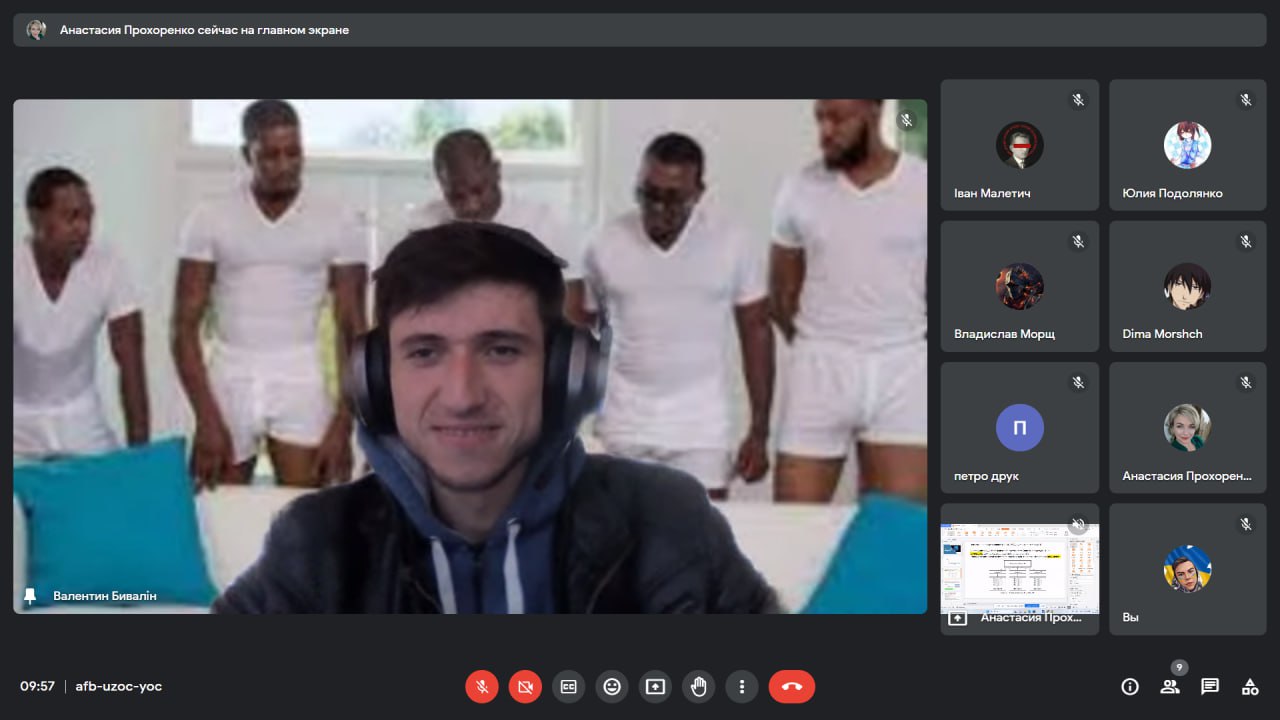 Анастасия Прохоренко сейчас на главном экране
Іван Малетич
Юлия Подолянко
Владислав Морщ
Dima Morshch
П
петро друк
Анастасия Прохорен...
Анастасия Прох...
Вы
Валентин Бивалін
09:57 | afb-uzoc-yoc
CC
9